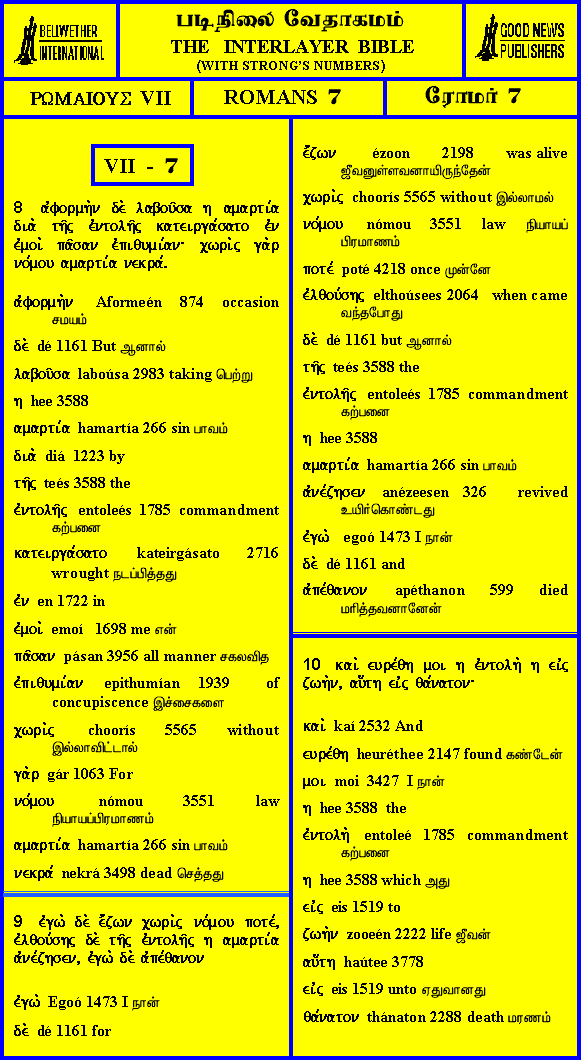 BELLWETHER
INTERNATIONAL
படிநிலை வேதாகமம்
THE INTERLAYER BIBLE
(WITH STRONG'S NUMBERS)
GOOD NEWS
PUBLISHERS
ΡΩΜΑΙΟΥΣ VII
ROMANS 7
ரோமர் 7
VII - 7
8 ἀφορμὴν δὲ λαβοῦσα η αμαρτία
διὰ τῆς ἐντολῆς κατειργάσατο ἐν
ἐμοὶ πᾶσαν ἐπιθυμίαν· χωρὶς γὰρ
νόμου αμαρτία νεκρά.
ἀφορμὴν Aformeén 874 occasion
சமயம்
δὲ dé 1161 But ஆனால்
λαβοῦσα laboúsa 2983 taking பெற்று
η hee 3588
αμαρτία hamartía 266 sin பாவம்
διὰ diá 1223 by
τῆς teés 3588 the
ἐντολῆς entoleés 1785 commandment
கற்பனை
κατειργάσατο kateirgásato 2716
wrought நடப்பித்தது
ἐν en 1722 in
ἐμοὶ emoí 1698 me என்
πᾶσαν pásan 3956 all manner சகலவித
ἐπιθυμίαν epithumían 1939 of
concupiscence இச்சைகளை
χωρὶς choorís 5565 without
இல்லாவிட்டால்
γὰρ gár 1063 For
νόμου nómou 3551 law
நியாயப்பிரமாணம்
αμαρτία hamartía 266 sin பாவம்
νεκρά nekrá 3498 dead செத்தது
9 ἐγὼ δὲ ἔζων χωρὶς νόμου ποτέ,
ἐλθούσης δὲ τῆς ἐντολῆς η αμαρτία
ἀνέζησεν, ἐγὼ δὲ ἀπέθανον
ἐγὼ Egoó 1473 I நான்
δὲ dé 1161 for
ἔζων ézoon 2198 was alive
ஜீவனுள்ளவனாயிருந்தேன்
χωρὶς choorís 5565 without இல்லாமல்
νόμου nómou 3551 law நியாயப்
பிரமாணம்
ποτέ poté 4218 once முன்னே
ἐλθούσης elthoúsees 2064 when came
வந்தபோது
δὲ dé 1161 but ஆனால்
τῆς teés 3588 the
ἐντολῆς entoleés 1785 commandment
கற்பனை
η hee 3588
αμαρτία hamartía 266 sin பாவம்
ἀνέζησεν anézeesen 326 revived
உயிர்கொண்டது
ἐγὼ egoó 1473 I நான்
δὲ dé 1161 and
ἀπέθανον apéthanon 599 died
மரித்தவனானேன்
10 καὶ ευρέθη μοι η ἐντολὴ η εἰς
ζωὴν, αὕτη εἰς θάνατον·
καὶ kaí 2532 And
ευρέθη heuréthee 2147 found கண்டேன்
μοι moi 3427 I நான்
η hee 3588 the
ἐντολὴ entoleé 1785 commandment
கற்பனை
η hee 3588 which அது
εἰς eis 1519 to
ζωὴν zooeén 2222 life ஜீவன்
αὕτη haútee 3778
εἰς eis 1519 unto ஏதுவானது
θάνατον thánaton 2288 death மரணம்